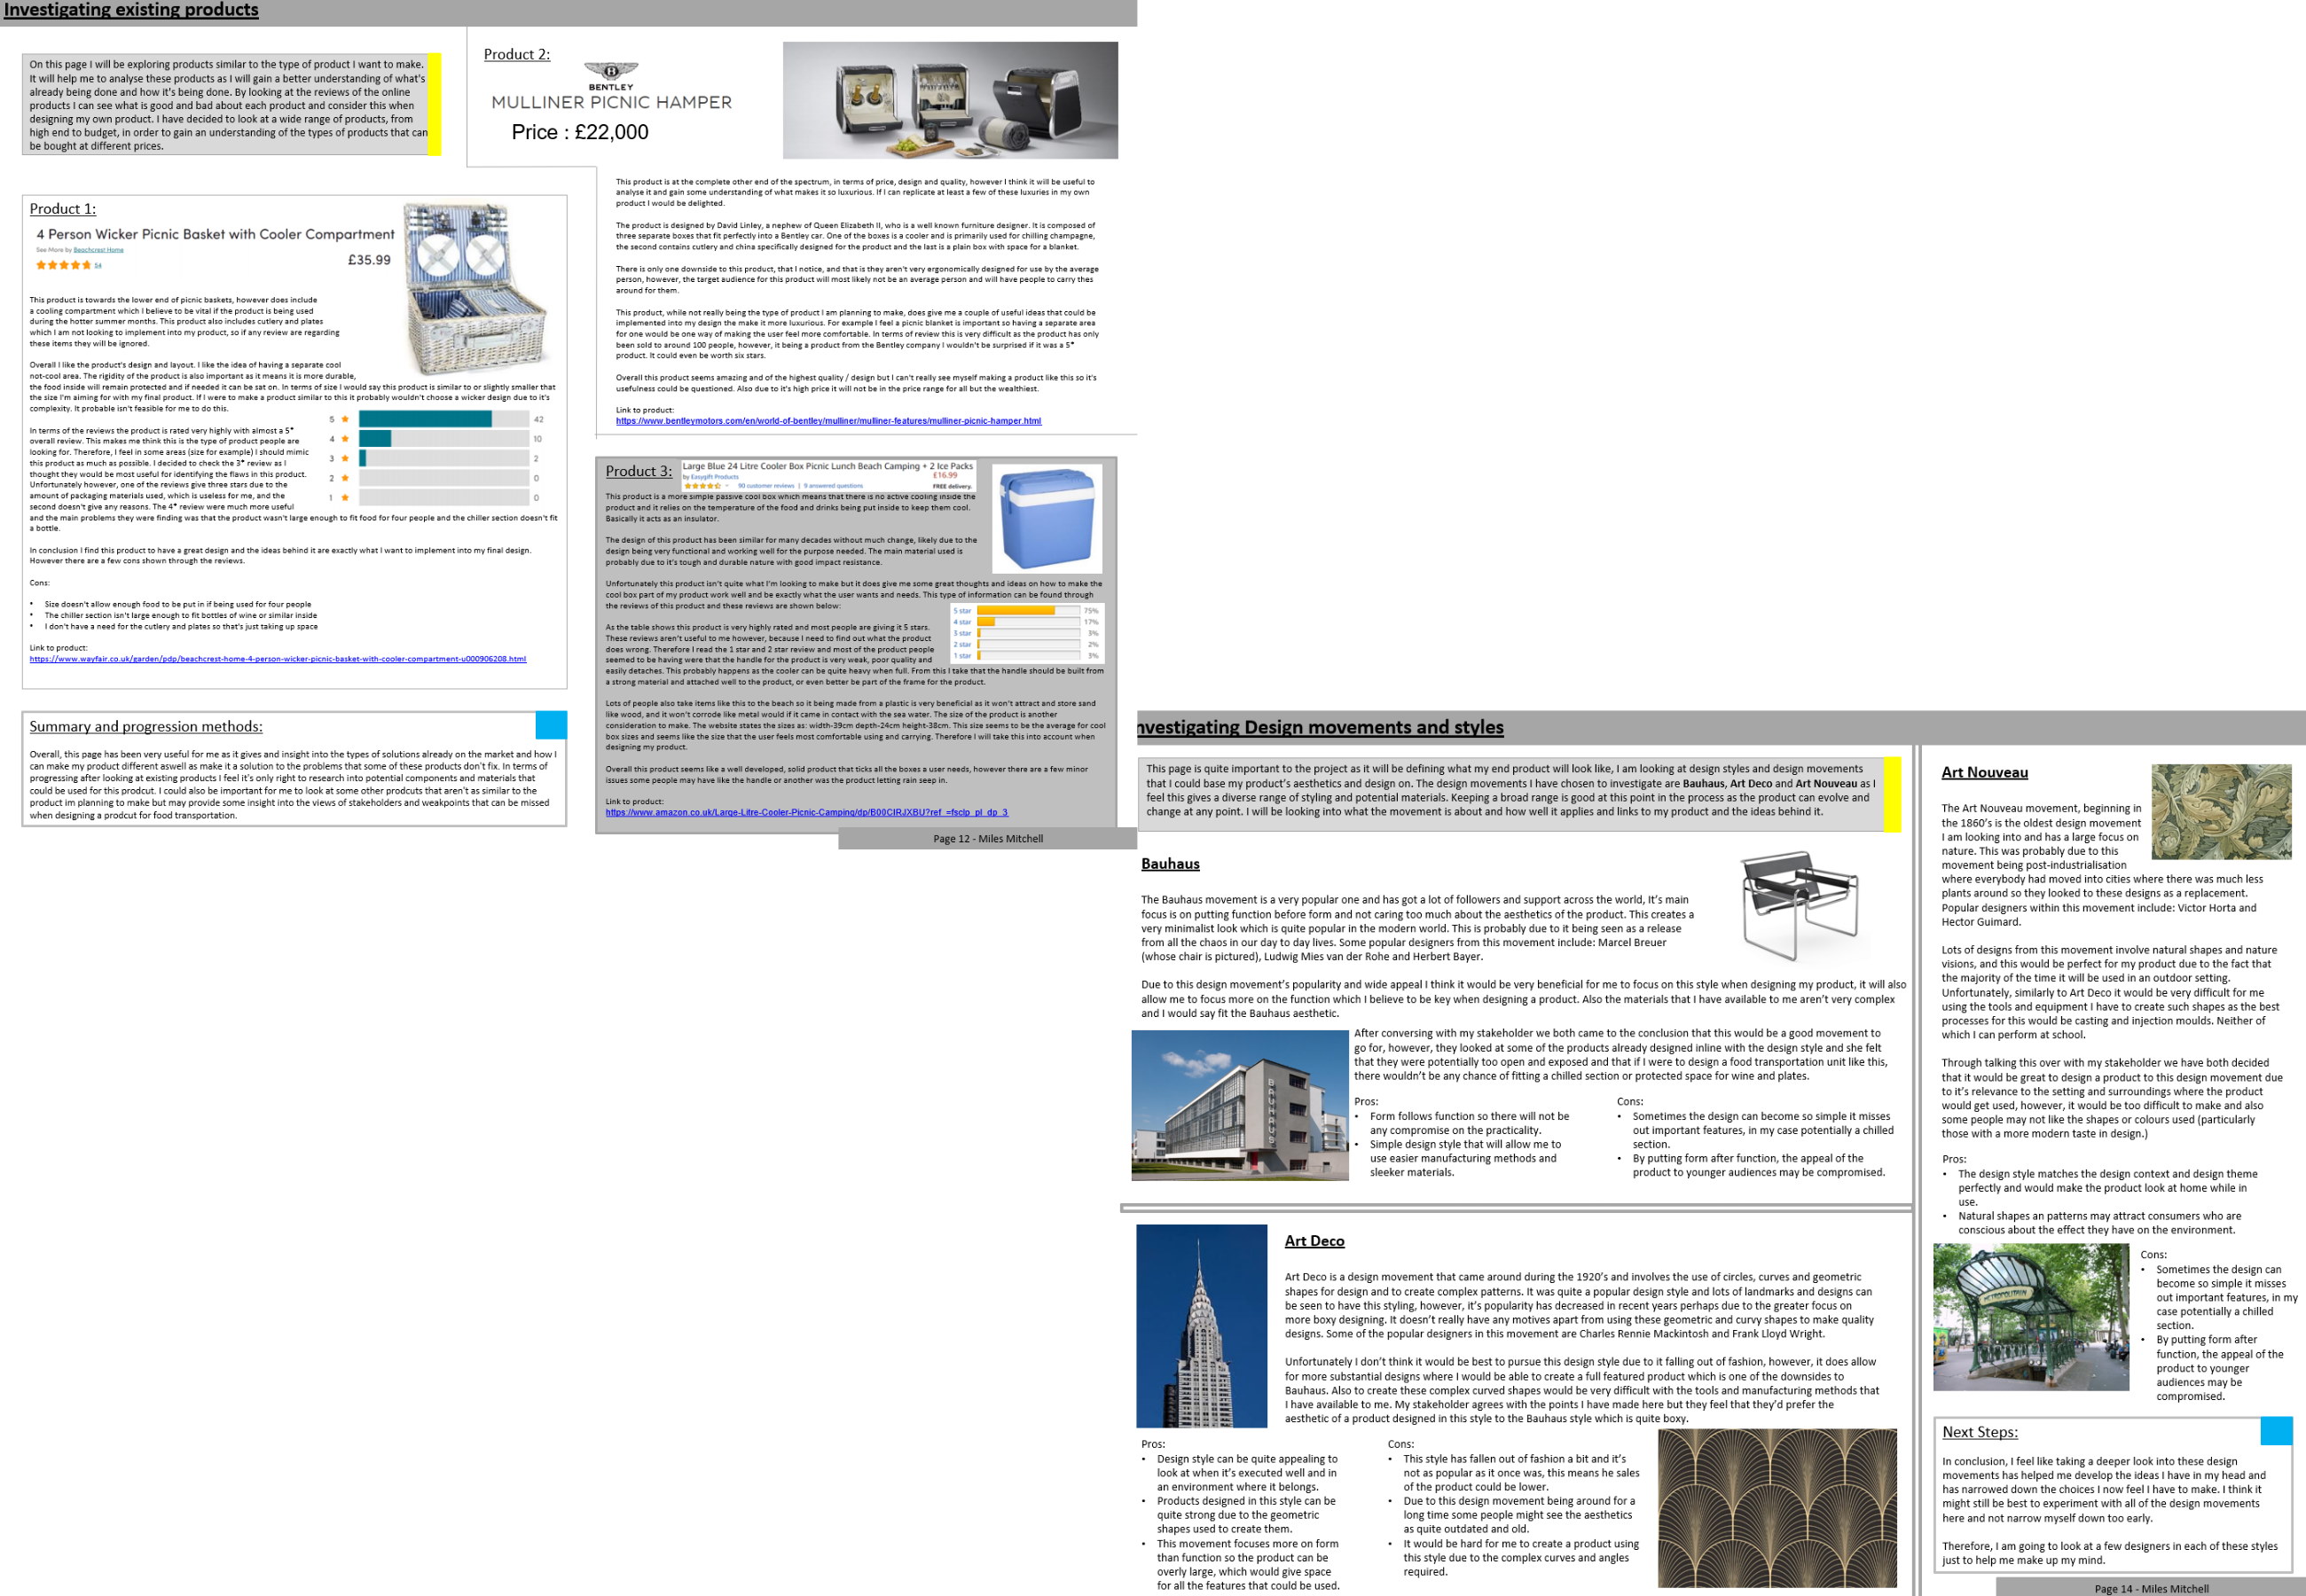 Investigating existing products
On this page I will be exploring products similar to the type of product I want to make.
It will help me to analyse these products as I will gain a better understanding of what's
already being done and how it's being done. By looking at the reviews of the online
products I can see what is good and bad about each product and consider this when
designing my own product. I have decided to look at a wide range of products, from
high end to budget, in order to gain an understanding of the types of products that can
be bought at different prices.
Product 1:
4 Person Wicker Picnic Basket with Cooler Compartment
See More by Beachcrest Home
54
£35.99
This product is towards the lower end of picnic baskets, however does include
a cooling compartment which I believe to be vital if the product is being used
during the hotter summer months. This product also includes cutlery and plates
which I am not looking to implement into my product, so if any review are regarding
these items they will be ignored.
Overall I like the product's design and layout. I like the idea of having a separate cool
not-cool area. The rigidity of the product is also important as it means it is more durable,
the food inside will remain protected and if needed it can be sat on. In terms of size I would say this product is similar to or slightly smaller that
the size I'm aiming for with my final product. If I were to make a product similar to this it probably wouldn't choose a wicker design due to it's
complexity. It probable isn't feasible for me to do this.
In terms of the reviews the product is rated very highly with almost a 5*
overall review. This makes me think this is the type of product people are
looking for. Therefore, I feel in some areas (size for example) I should mimic
this product as much as possible. I decided to check the 3* review as I
thought they would be most useful for identifying the flaws in this product.
Unfortunately however, one of the reviews give three stars due to the
amount of packaging materials used, which is useless for me, and the
second doesn't give any reasons. The 4* review were much more useful
and the main problems they were finding was that the product wasn't large enough to fit food for four people and the chiller section doesn't fit
a bottle.
5 42
4 10
3 2
2 0
1 0
In conclusion I find this product to have a great design and the ideas behind it are exactly what I want to implement into my final design.
However there are a few cons shown through the reviews.
Cons:
• Size doesn't allow enough food to be put in if being used for four people
• The chiller section isn't large enough to fit bottles of wine or similar inside
• I don't have a need for the cutlery and plates so that's just taking up space
Link to product:
https://www.wayfair.co.uk/garden/pdp/beachcrest-home-4-person-wicker-picnic-basket-with-cooler-compartment-u000906208.html
Summary and progression methods:
Overall, this page has been very useful for me as it gives and insight into the types of solutions already on the market and how I
can make my product different aswell as make it a solution to the problems that some of these products don't fix. In terms of
progressing after looking at existing products I feel it's only right to research into potential components and materials that
could be used for this prodcut. I could also be important for me to look at some other prodcuts that aren't as similar to the
product im planning to make but may provide some insight into the views of stakeholders and weakpoints that can be missed
when designing a prodcut for food transportation.
Product 2:
B
BENTLEY
MULLINER PICNIC HAMPER
Price : £22,000
This product is at the complete other end of the spectrum, in terms of price, design and quality, however I think it will be useful to
analyse it and gain some understanding of what makes it so luxurious. If I can replicate at least a few of these luxuries in my own
product I would be delighted.
The product is designed by David Linley, a nephew of Queen Elizabeth II, who is a well known furniture designer. It is composed of
three separate boxes that fit perfectly into a Bentley car. One of the boxes is a cooler and is primarily used for chilling champagne,
the second contains cutlery and china specifically designed for the product and the last is a plain box with space for a blanket.
There is only one downside to this product, that I notice, and that is they aren't very ergonomically designed for use by the average
person, however, the target audience for this product will most likely not be an average person and will have people to carry thes
around for them.
This product, while not really being the type of product I am planning to make, does give me a couple of useful ideas that could be
implemented into my design the make it more luxurious. For example I feel a picnic blanket is important so having a separate area
for one would be one way of making the user feel more comfortable. In terms of review this is very difficult as the product has only
been sold to around 100 people, however, it being a product from the Bentley company I wouldn't be surprised if it was a 5*
product. It could even be worth six stars.
Overall this product seems amazing and of the highest quality / design but I can't really see myself making a product like this so it's
usefulness could be questioned. Also due to it's high price it will not be in the price range for all but the wealthiest.
Link to product:
https://www.bentleymotors.com/en/world-of-bentley/mulliner/mulliner-features/mulliner-picnic-hamper.html
Product 3:
Large Blue 24 Litre Cooler Box Picnic Lunch Beach Camping + 2 Ice Packs
by Easygift Products £16.99
90 customer reviews | 9 answered questions FREE delivery.
This product is a more simple passive cool box which means that there is no active cooling inside the
product and it relies on the temperature of the food and drinks being put inside to keep them cool.
Basically it acts as an insulator.
The design of this product has been similar for many decades without much change, likely due to the
design being very functional and working well for the purpose needed. The main material used is
probably due to it's tough and durable nature with good impact resistance.
Unfortunately this product isn't quite what I'm looking to make but it does give me some great thoughts and ideas on how to make the
cool box part of my product work well and be exactly what the user wants and needs. This type of information can be found through
the reviews of this product and these reviews are shown below:
5 star 75%
4 star 17%
3 star 3%
2 star 2%
1 star 3%
As the table shows this product is very highly rated and most people are giving it 5 stars.
These reviews aren't useful to me however, because I need to find out what the product
does wrong. Therefore I read the 1 star and 2 star review and most of the product people
seemed to be having were that the handle for the product is very weak, poor quality and
easily detaches. This probably happens as the cooler can be quite heavy when full. From this I take that the handle should be built from
a strong material and attached well to the product, or even better be part of the frame for the product.
Lots of people also take items like this to the beach so it being made from a plastic is very beneficial as it won't attract and store sand
like wood, and it won't corrode like metal would if it came in contact with the sea water. The size of the product is another
consideration to make. The website states the sizes as: width-39cm depth-24cm height-38cm. This size seems to be the average for cool
box sizes and seems like the size that the user feels most comfortable using and carrying. Therefore I will take this into account when
designing my product.
Overall this product seems like a well developed, solid product that ticks all the boxes a user needs, however there are a few minor
issues some people may have like the handle or another was the product letting rain seep in.
Link to product:
https://www.amazon.co.uk/Large-Litre-Cooler-Picnic-Camping/dp/B00CIRJXBU?ref_=fsclp_pl_dp_3
Page 12 - Miles Mitchell
nvestigating Design movements and styles
This page is quite important to the project as it will be defining what my end product will look like, I am looking at design styles and design movements
that I could base my product's aesthetics and design on. The design movements I have chosen to investigate are Bauhaus, Art Deco and Art Nouveau as I
feel this gives a diverse range of styling and potential materials. Keeping a broad range is good at this point in the process as the product can evolve and
change at any point. I will be looking into what the movement is about and how well it applies and links to my product and the ideas behind it.
Bauhaus
The Bauhaus movement is a very popular one and has got a lot of followers and support across the world, It's main
focus is on putting function before form and not caring too much about the aesthetics of the product. This creates a
very minimalist look which is quite popular in the modern world. This is probably due to it being seen as a release
from all the chaos in our day to day lives. Some popular designers from this movement include: Marcel Breuer
(whose chair is pictured), Ludwig Mies van der Rohe and Herbert Bayer.
Due to this design movement's popularity and wide appeal I think it would be very beneficial for me to focus on this style when designing my product, it will also
allow me to focus more on the function which I believe to be key when designing a product. Also the materials that I have available to me aren't very complex
and I would say fit the Bauhaus aesthetic.
BAUHAUS
After conversing with my stakeholder we both came to the conclusion that this would be a good movement to
go for, however, they looked at some of the products already designed inline with the design style and she felt
that they were potentially too open and exposed and that if I were to design a food transportation unit like this,
there wouldn't be any chance of fitting a chilled section or protected space for wine and plates.
Pros:
• Form follows function so there will not be
any compromise on the practicality.
• Simple design style that will allow me to
use easier manufacturing methods and
sleeker materials.
Cons:
• Sometimes the design can become so simple it misses
out important features, in my case potentially a chilled
section.
• By putting form after function, the appeal of the
product to younger audiences may be compromised.
Art Deco
Art Deco is a design movement that came around during the 1920's and involves the use of circles, curves and geometric
shapes for design and to create complex patterns. It was quite a popular design style and lots of landmarks and designs can
be seen to have this styling, however, it's popularity has decreased in recent years perhaps due to the greater focus on
more boxy designing. It doesn't really have any motives apart from using these geometric and curvy shapes to make quality
designs. Some of the popular designers in this movement are Charles Rennie Mackintosh and Frank Lloyd Wright.
Unfortunately I don't think it would be best to pursue this design style due to it falling out of fashion, however, it does allow
for more substantial designs where I would be able to create a full featured product which is one of the downsides to
Bauhaus. Also to create these complex curved shapes would be very difficult with the tools and manufacturing methods that
I have available to me. My stakeholder agrees with the points I have made here but they feel that they'd prefer the
aesthetic of a product designed in this style to the Bauhaus style which is quite boxy.
Pros:
• Design style can be quite appealing to
look at when it's executed well and in
an environment where it belongs.
• Products designed in this style can be
quite strong due to the geometric
shapes used to create them.
• This movement focuses more on form
than function so the product can be
overly large, which would give space
for all the features that could be used.
Cons:
• This style has fallen out of fashion a bit and it's
not as popular as it once was, this means he sales
of the product could be lower.
• Due to this design movement being around for a
long time some people might see the aesthetics
as quite outdated and old.
• It would be hard for me to create a product using
this style due to the complex curves and angles
required.
Art Nouveau
The Art Nouveau movement, beginning in
the 1860's is the oldest design movement
I am looking into and has a large focus on
nature. This was probably due to this
movement being post-industrialisation
where everybody had moved into cities where there was much less
plants around so they looked to these designs as a replacement.
Popular designers within this movement include: Victor Horta and
Hector Guimard.
Lots of designs from this movement involve natural shapes and nature
visions, and this would be perfect for my product due to the fact that
the majority of the time it will be used in an outdoor setting.
Unfortunately, similarly to Art Deco it would be very difficult for me
using the tools and equipment I have to create such shapes as the best
processes for this would be casting and injection moulds. Neither of
which I can perform at school.
Through talking this over with my stakeholder we have both decided
that it would be great to design a product to this design movement due
to it's relevance to the setting and surroundings where the product
would get used, however, it would be too difficult to make and also
some people may not like the shapes or colours used (particularly
those with a more modern taste in design.)
Pros:
• The design style matches the design context and design theme
perfectly and would make the product look at home while in
use.
• Natural shapes an patterns may attract consumers who are
conscious about the effect they have on the environment.
METROPOLITAIN
Cons:
• Sometimes the design can
become so simple it misses
out important features, in my
case potentially a chilled
section.
• By putting form after
function, the appeal of the
product to younger
audiences may be
compromised.
Next Steps:
In conclusion, I feel like taking a deeper look into these design
movements has helped me develop the ideas I have in my head and
has narrowed down the choices I now feel I have to make. I think it
might still be best to experiment with all of the design movements
here and not narrow myself down too early.
Therefore, I am going to look at a few designers in each of these styles
just to help me make up my mind.
Page 14 - Miles Mitchell